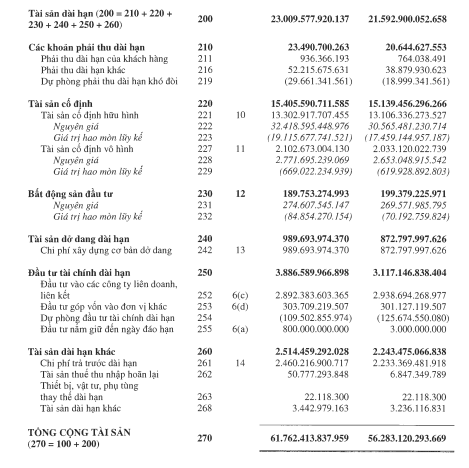 Tài sản dài hạn (200 = 210 + 220 +
230 + 240 + 250 + 260) 200 23.009.577.920.137 21.592.900.052.658
Các khoản phải thu dài hạn 210 23.490.700.263 20.644.627.553
Phải thu dài hạn của khách hàng 211 936.366.193 764.038.491
Phải thu dài hạn khác 216 52.215.675.631 38.879.930.623
Dự phòng phải thu dài hạn khó đòi 219 (29.661.341.561) (18.999.341.561)
Tài sản cố định 220 15.405.590.711.585 15.139.456.296.266
Tài sản cố định hữu hình 221 10 13.302.917.707.455 13.106.336.273.527
Nguyên giá 222 32.418.595.448.976 30.565.481.230.714
Giá trị hao mòn lũy kế 223 (19.115.677.741.521) (17.459.144.957.187)
Tài sản cố định vô hình 227 11 2.102.673.004.130 2.033.120.022.739
Nguyên giá 228 2.771.695.239.069 2.653.048.915.542
Giá trị hao mòn lũy kế 229 (669.022.234.939) (619.928.892.803)
Bất động sản đầu tư 230 12 189.753.274.993 199.379.225.971
Nguyên giá 231 274.607.545.147 269.571.985.795
Giá trị hao mòn lũy kế 232 (84.854.270.154) (70.192.759.824)
Tài sản dở dang dài hạn 240 989.693.974.370 872.797.997.626
Chi phí xây dựng cơ bản dở dang 242 13 989.693.974.370 872.797.997.626
Đầu tư tài chính dài hạn 250 3.886.589.966.898 3.117.146.838.404
Đầu tư vào các công ty liên doanh,
liên kết 252 6(c) 2.892.383.603.365 2.938.694.268.977
Đầu tư góp vốn vào đơn vị khác 253 6(d) 303.709.219.507 301.127.119.507
Dự phòng đầu tư tài chính dài hạn 254 (109.502.855.974) (125.674.550.080)
Đầu tư nắm giữ đến ngày đáo hạn 255 6(a) 800.000.000.000 3.000.000.000
Tài sản dài hạn khác 260 2.514.459.292.028 2.243.475.066.838
Chi phí trả trước dài hạn 261 14 2.460.216.900.717 2.233.369.481.918
Tài sản thuế thu nhập hoãn lại 262 50.777.293.848 6.847.349.789
Thiết bị, vật tư, phụ tùng
thay thế dài hạn 263 22.118.300 22.118.300
Tài sản dài hạn khác 268 3.442.979.163 3.236.116.831
TỔNG CỘNG TÀI SẢN
(270 = 100 + 200) 270 61.762.413.837.959 56.283.120.293.669